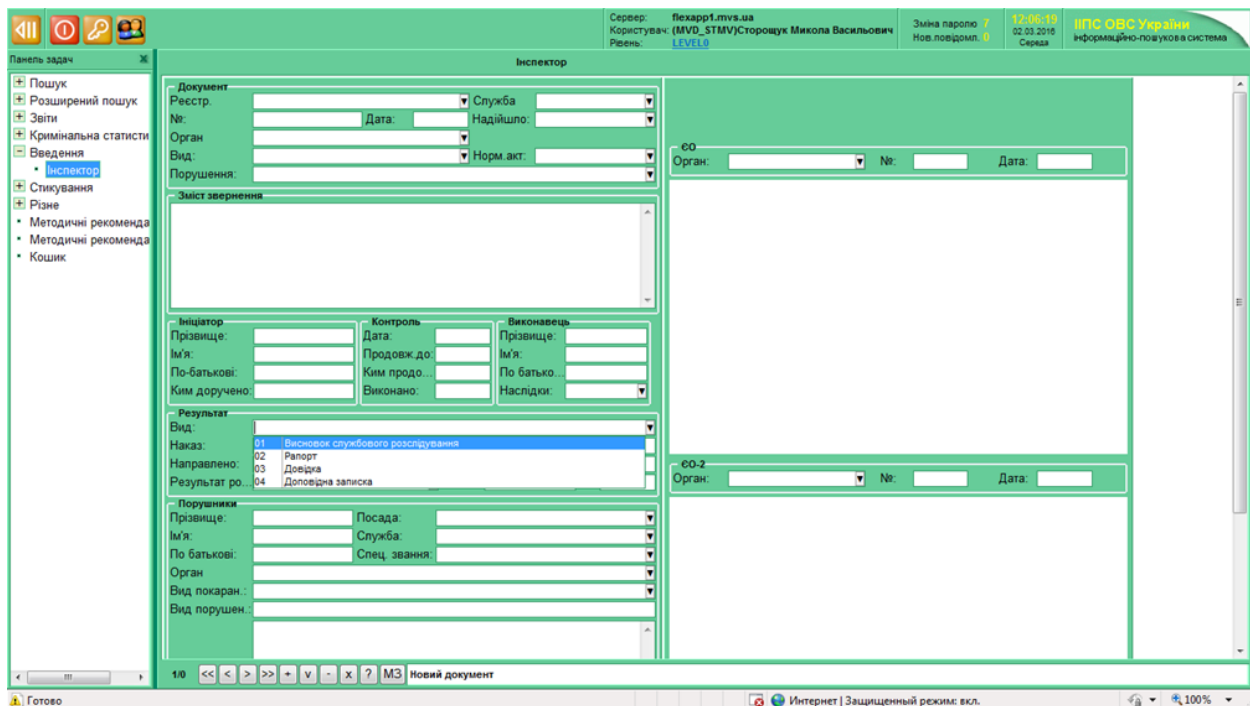 Сервер: flexapp1.mvs.ua
Користувач: (MVD_STMV)Сторощук Микола Васильович
Рівень: LEVEL0
Зміна паролю 7
Нов.повідомл. 0
12:06:19
02.03.2016
Середа
ІІПС ОВС України
інформаційно-пошукова система
Панель задач
Інспектор
Пошук
Розширений пошук
Звіти
Кримінальна статисти
Введення
Інспектор
Стикування
Різне
Методичні рекоменда
Методичні рекоменда
Кошик
Документ
Реєстр. Служба
№: Дата: Надійшло:
Орган
Вид: Норм.акт:
Порушення:
Зміст звернення
Ініціатор
Прізвище:
Ім'я:
По-батькові:
Ким доручено:
Контроль
Дата:
Продовж.до:
Ким продо...
Виконано:
Виконавець
Прізвище:
Ім'я:
По батько...
Наслідки:
Результат
Вид:
Наказ:
Направлено:
Результат ро...
01 Висновок службового розслідування
02 Рапорт
03 Довідка
04 Доповідна записка
Порушники
Прізвище: Посада:
Ім'я: Служба:
По батькові: Спец. звання:
Орган
Вид покаран.:
Вид порушен.:
ЄО
Орган: №: Дата:
ЄО-2
Орган: №: Дата:
1/0 << < > >> + v - x ? МЗ Новий документ
Готово
Интернет | Защищенный режим: вкл.
100%